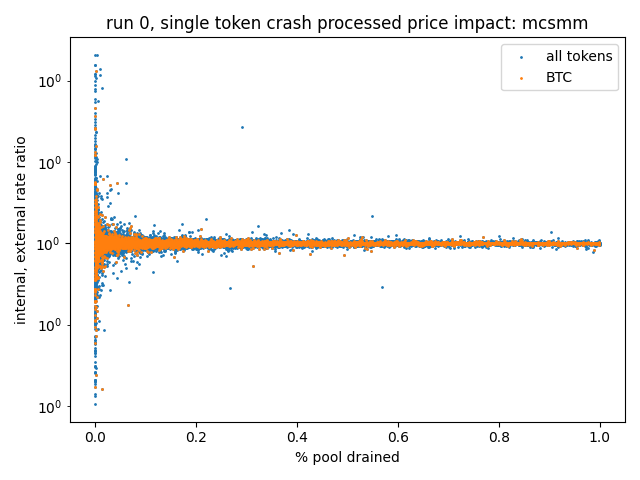 run 0, single token crash processed price impact: mcsmm
all tokens
BTC
internal, external rate ratio
10⁰
10⁰
10⁰
10⁰
10⁰
0.0 0.2 0.4 0.6 0.8 1.0
% pool drained